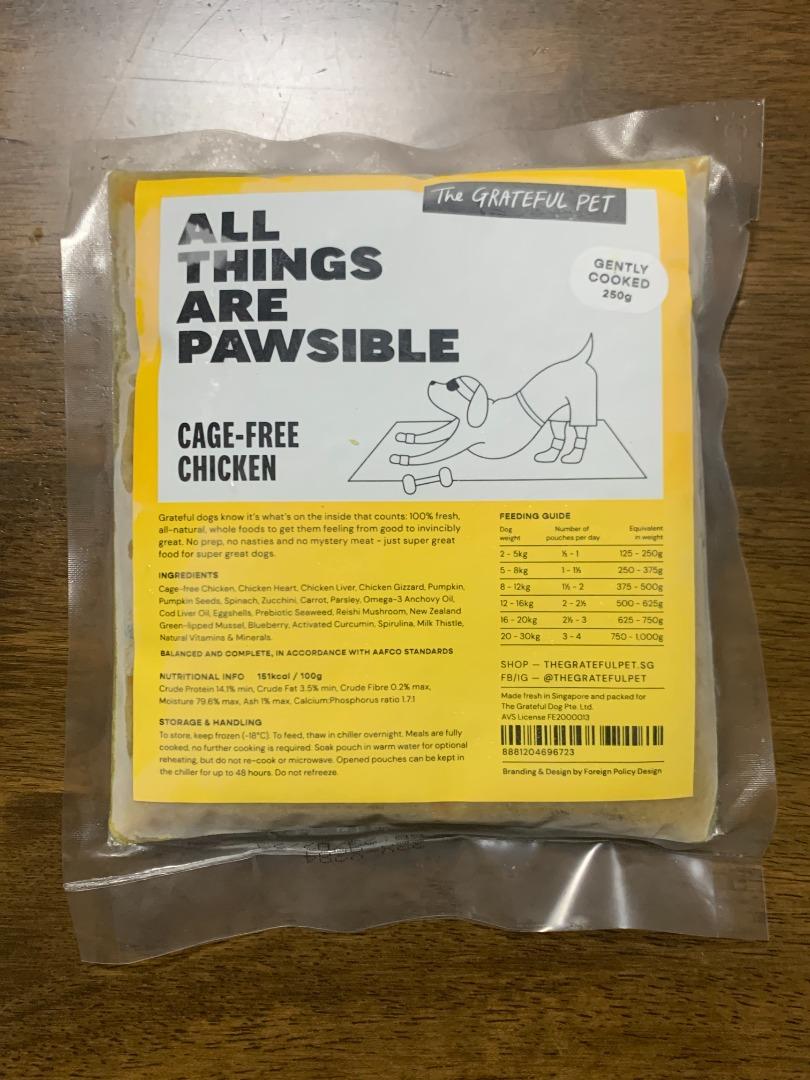 The GRATEFUL PET
ALL
THINGS
ARE
PAWSIBLE
GENTLY
COOKED
250g
CAGE-FREE
CHICKEN
Grateful dogs know it's what's on the inside that counts: 100% fresh,
all-natural, whole foods to get them feeling from good to invincibly
great. No prep, no nasties and no mystery meat - just super great
food for super great dogs.
INGREDIENTS
Cage-free Chicken, Chicken Heart, Chicken Liver, Chicken Gizzard, Pumpkin,
Pumpkin Seeds, Spinach, Zucchini, Carrot, Parsley, Omega-3 Anchovy Oil,
Cod Liver Oil, Eggshells, Prebiotic Seaweed, Reishi Mushroom, New Zealand
Green-lipped Mussel, Blueberry, Activated Curcumin, Spirulina, Milk Thistle,
Natural Vitamins & Minerals.
BALANCED AND COMPLETE, IN ACCORDANCE WITH AAFCO STANDARDS
NUTRITIONAL INFO 151kcal / 100g
Crude Protein 14.1% min, Crude Fat 3.5% min, Crude Fibre 0.2% max,
Moisture 79.6% max, Ash 1% max, Calcium:Phosphorus ratio 1.7:1
STORAGE & HANDLING
To store, keep frozen (-18°C). To feed, thaw in chiller overnight. Meals are fully
cooked, no further cooking is required. Soak pouch in warm water for optional
reheating, but do not re-cook or microwave. Opened pouches can be kept in
the chiller for up to 48 hours. Do not refreeze.
FEEDING GUIDE
Dog weight Number of pouches per day Equivalent in weight
2 - 5kg ½ - 1 125 - 250g
5 - 8kg 1 - 1½ 250 - 375g
8 - 12kg 1½ - 2 375 - 500g
12 - 16kg 2 - 2½ 500 - 625g
16 - 20kg 2½ - 3 625 - 750g
20 - 30kg 3 - 4 750 - 1,000g
SHOP — THEGRATEFULPET.SG
FB/IG — @THEGRATEFULPET
Made fresh in Singapore and packed for
The Grateful Dog Pte. Ltd.
AVS License FE2000013
8881204696723
Branding & Design by Foreign Policy Design